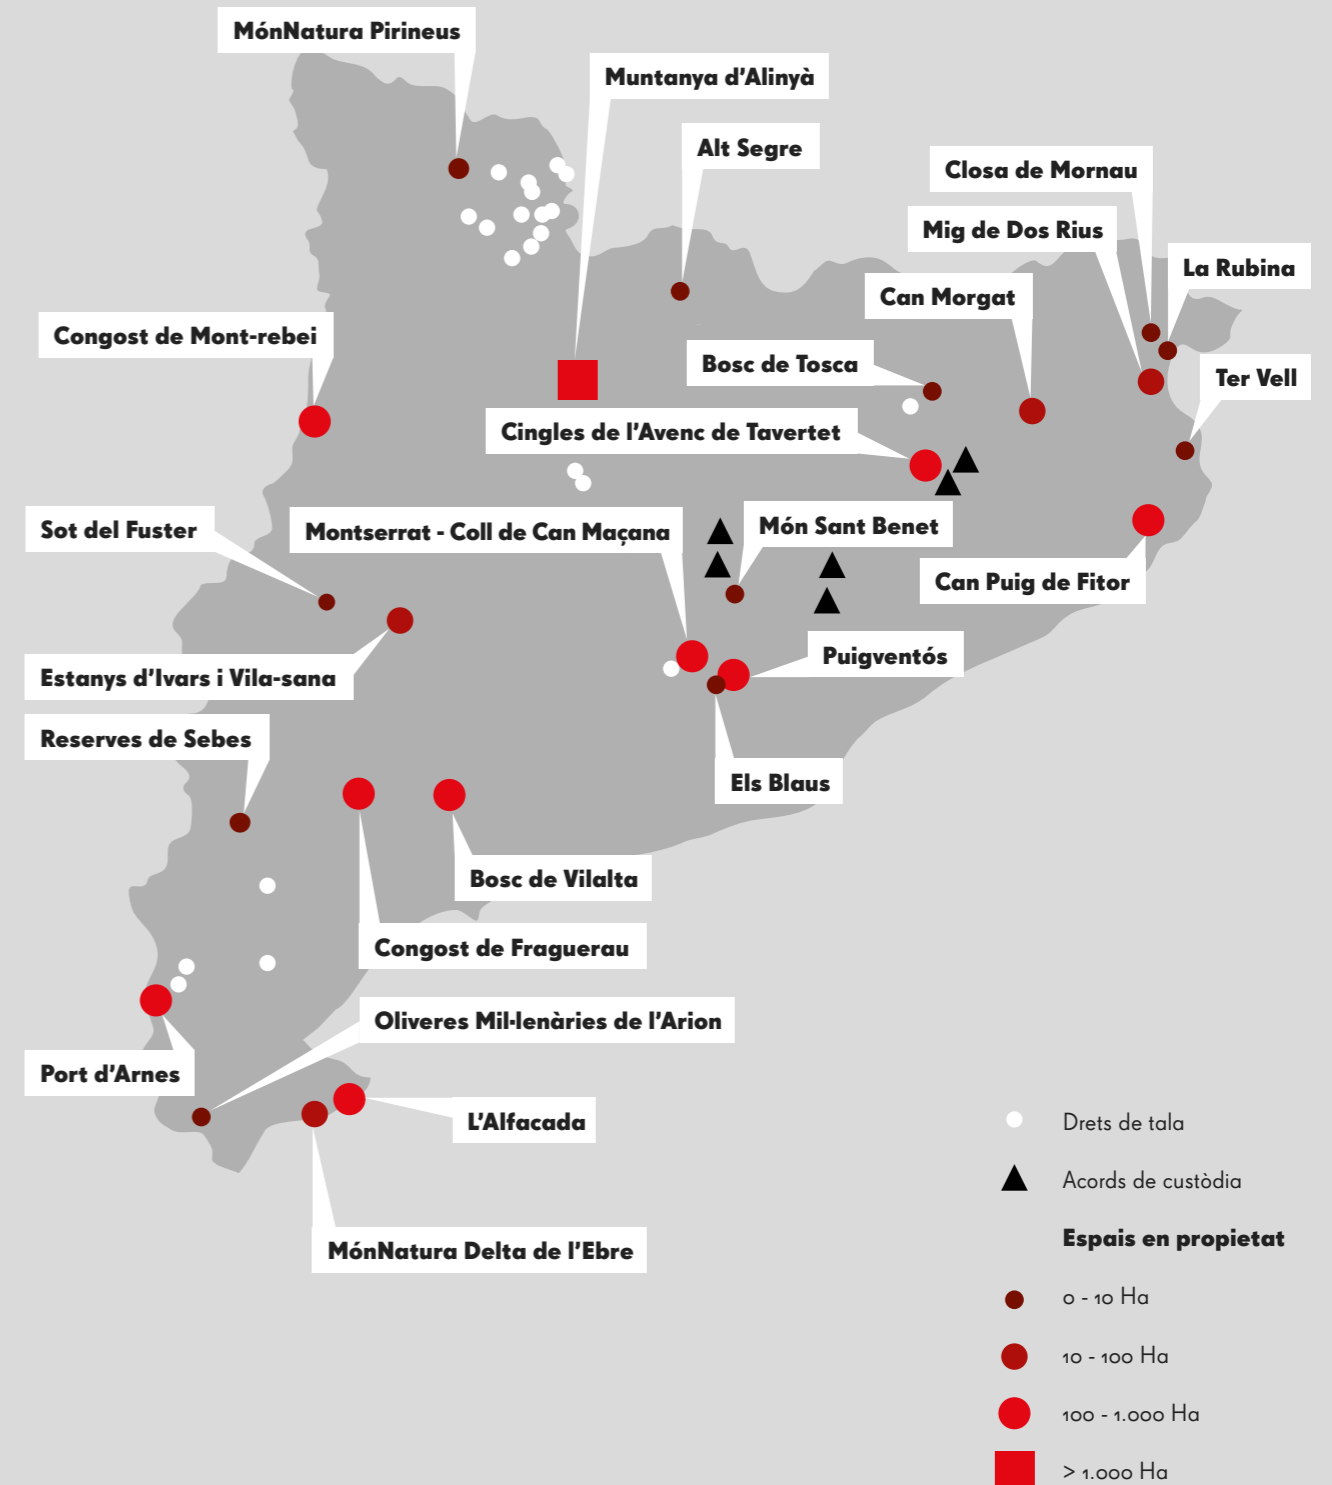 MónNatura Pirineus
Muntanya d'Alinyà
Alt Segre
Closa de Mornau
Mig de Dos Rius
La Rubina
Can Morgat
Congost de Mont-rebei
Bosc de Tosca
Ter Vell
Cingles de l'Avenc de Tavertet
Sot del Fuster
Montserrat - Coll de Can Maçana
Món Sant Benet
Can Puig de Fitor
Puigventós
Estanys d'Ivars i Vila-sana
Reserves de Sebes
Els Blaus
Bosc de Vilalta
Congost de Fraguerau
Oliveres Mil·lenàries de l'Arion
Port d'Arnes
L'Alfacada
MónNatura Delta de l'Ebre
Drets de tala
Acords de custòdia
Espais en propietat
0 - 10 Ha
10 - 100 Ha
100 - 1.000 Ha
> 1.000 Ha